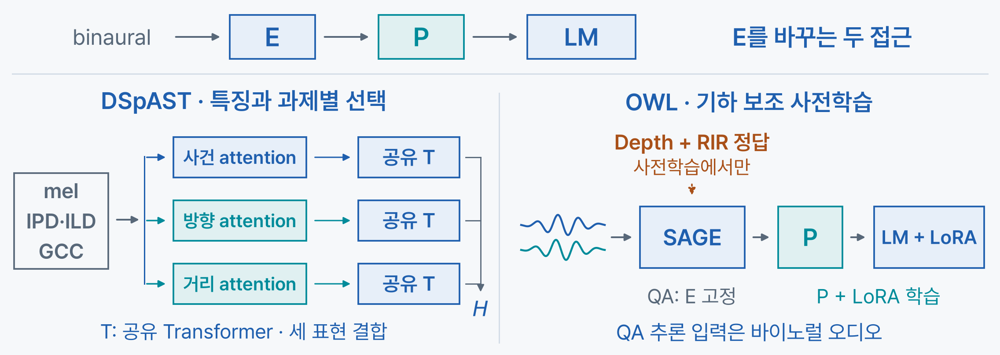 binaural
E
P
LM
E를 바꾸는 두 접근
DSpAST · 특징과 과제별 선택
mel
IPD·ILD
GCC
사건 attention
공유 T
방향 attention
공유 T
거리 attention
공유 T
H
T: 공유 Transformer · 세 표현 결합
OWL · 기하 보조 사전학습
Depth + RIR 정답
사전학습에서만
SAGE
P
LM + LoRA
QA: E 고정
P + LoRA 학습
QA 추론 입력은 바이노럴 오디오